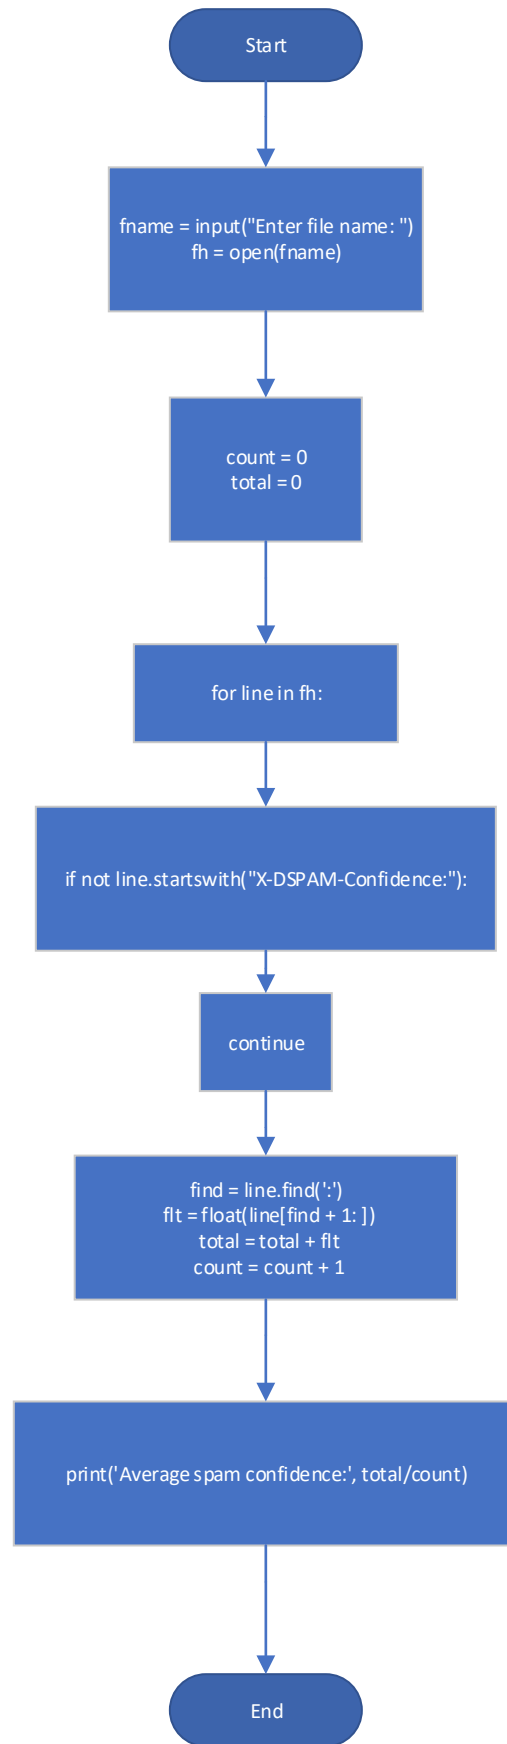 Start
fname = input("Enter file name: ")
fh = open(fname)
count = 0
total = 0
for line in fh:
if not line.startswith("X-DSPAM-Confidence:"):
continue
find = line.find(':')
flt = float(line[find + 1: ])
total = total + flt
count = count + 1
print('Average spam confidence:', total/count)
End